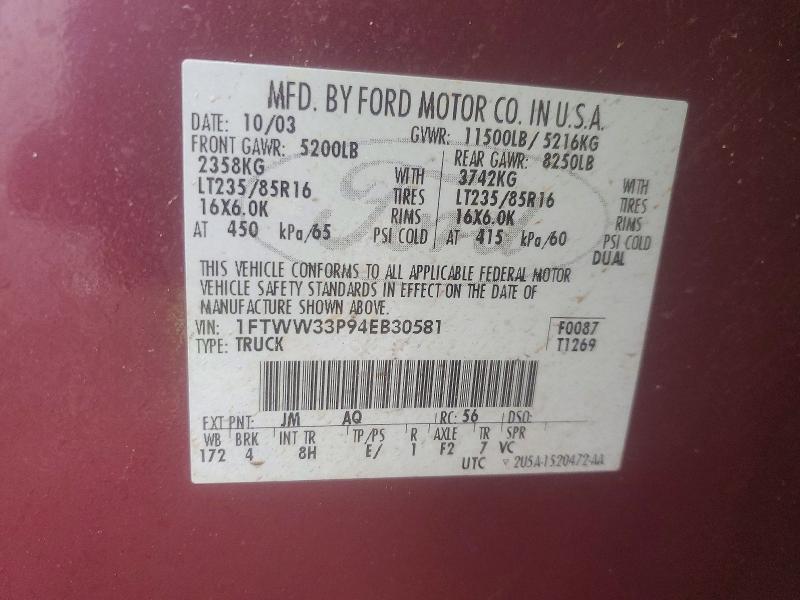 MFD. BY FORD MOTOR CO. IN U.S.A.
DATE: 10/03 GVWR: 11500LB / 5216KG
FRONT GAWR: 5200LB REAR GAWR: 8250LB
2358KG WITH 3742KG WITH
LT235/85R16 TIRES LT235/85R16 TIRES
16X6.0K RIMS 16X6.0K RIMS
AT 450 kPa/65 PSI COLD AT 415 kPa/60 PSI COLD
DUAL
Ford
THIS VEHICLE CONFORMS TO ALL APPLICABLE FEDERAL MOTOR
VEHICLE SAFETY STANDARDS IN EFFECT ON THE DATE OF
MANUFACTURE SHOWN ABOVE.
VIN: 1FTWW33P94EB30581 F0087
TYPE: TRUCK T1269
EXT PNT: JM AQ RC: 56 DSO:
WB BRK INT TR TP/PS R AXLE TR SPR
172 4 8H E/ 1 F2 7 VC
UTC 2U5A-1520472-AA